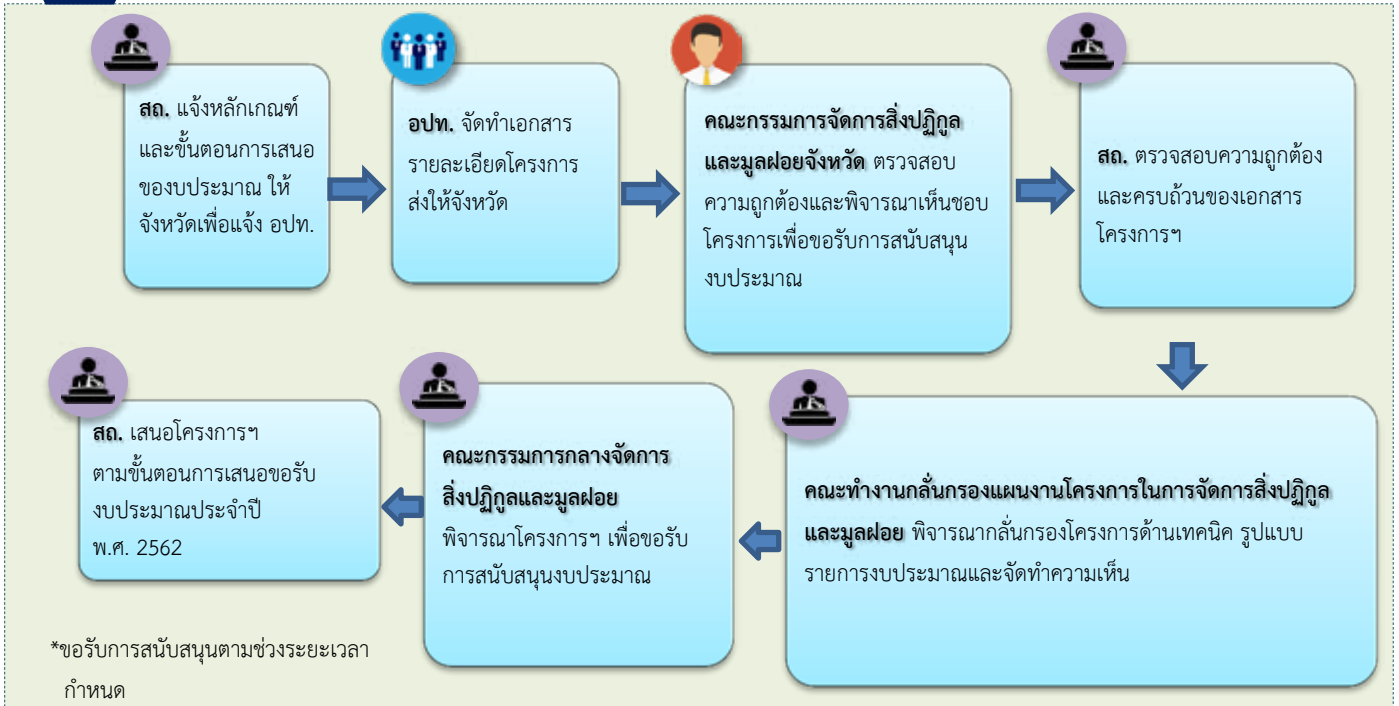 สถ. แจ้งหลักเกณฑ์
และขั้นตอนการเสนอ
ของบประมาณ ให้
จังหวัดเพื่อแจ้ง อปท.
อปท. จัดทำเอกสาร
รายละเอียดโครงการ
ส่งให้จังหวัด
คณะกรรมการจัดการสิ่งปฏิกูล
และมูลฝอยจังหวัด ตรวจสอบ
ความถูกต้องและพิจารณาเห็นชอบ
โครงการเพื่อขอรับการสนับสนุน
งบประมาณ
สถ. ตรวจสอบความถูกต้อง
และครบถ้วนของเอกสาร
โครงการฯ
คณะทำงานกลั่นกรองแผนงานโครงการในการจัดการสิ่งปฏิกูล
และมูลฝอย พิจารณากลั่นกรองโครงการด้านเทคนิค รูปแบบ
รายการงบประมาณและจัดทำความเห็น
คณะกรรมการกลางจัดการ
สิ่งปฏิกูลและมูลฝอย
พิจารณาโครงการฯ เพื่อขอรับ
การสนับสนุนงบประมาณ
สถ. เสนอโครงการฯ
ตามขั้นตอนการเสนอขอรับ
งบประมาณประจำปี
พ.ศ. 2562
*ขอรับการสนับสนุนตามช่วงระยะเวลา
กำหนด